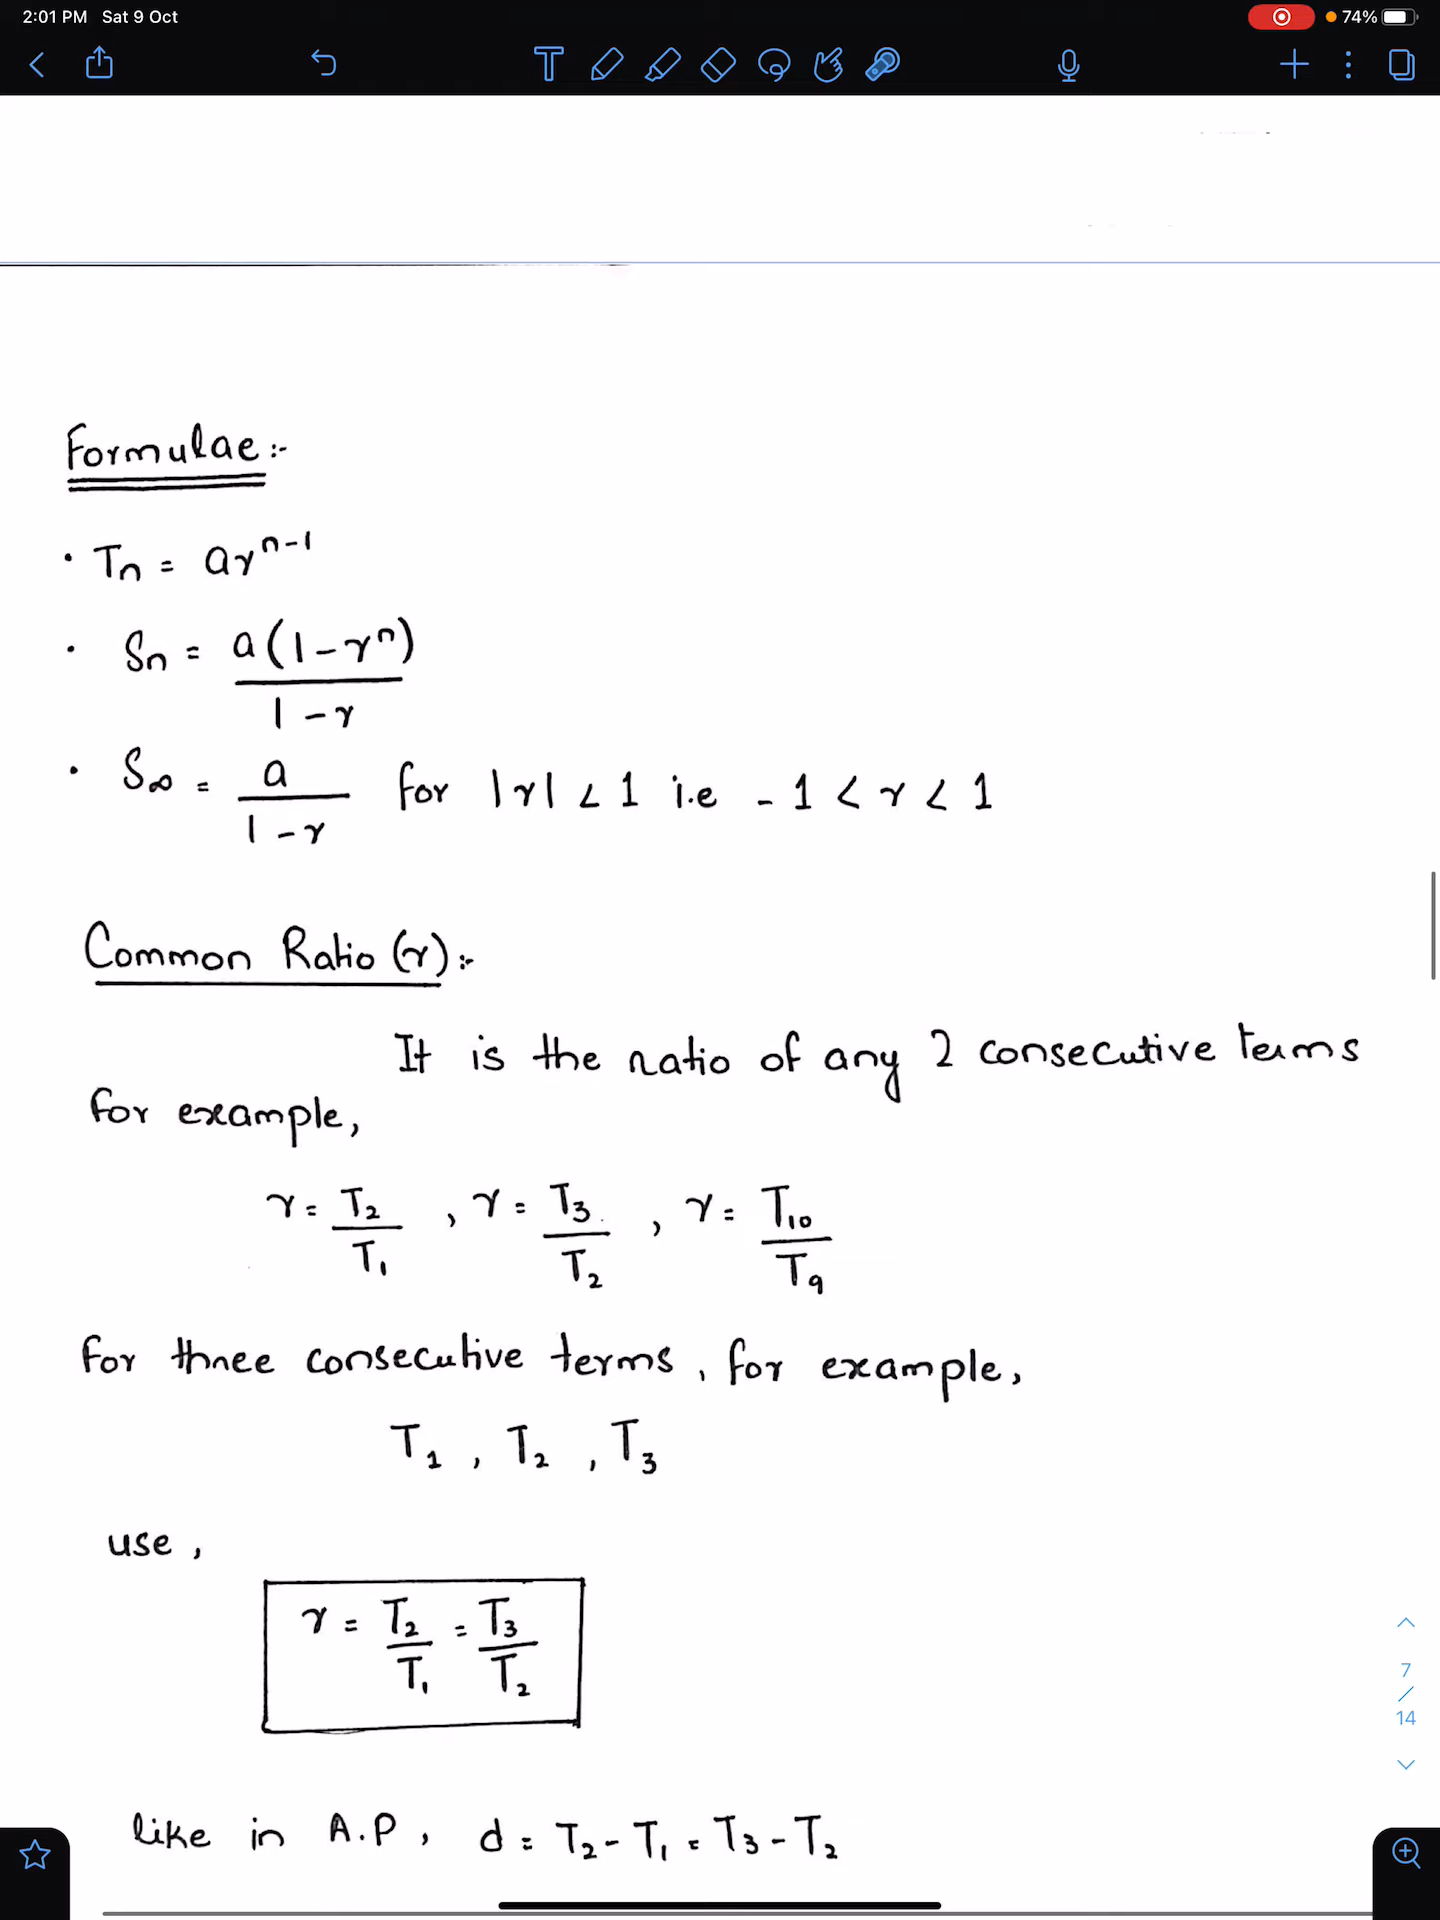 2:01 PM Sat 9 Oct 74%
Formulae :-
• Tn = ar^n-1
• Sn = a(1-r^n) / 1-r
• S∞ = a / 1-r for |r| < 1 i.e -1 < r < 1
Common Ratio (r) :-
It is the ratio of any 2 consecutive terms
for example,
r = T2 / T1 , r = T3 / T2 , r = T10 / T9
for three consecutive terms, for example,
T1 , T2 , T3
use ,
r = T2 / T1 = T3 / T2
7
/
14
like in A.P, d = T2 - T1 = T3 - T2